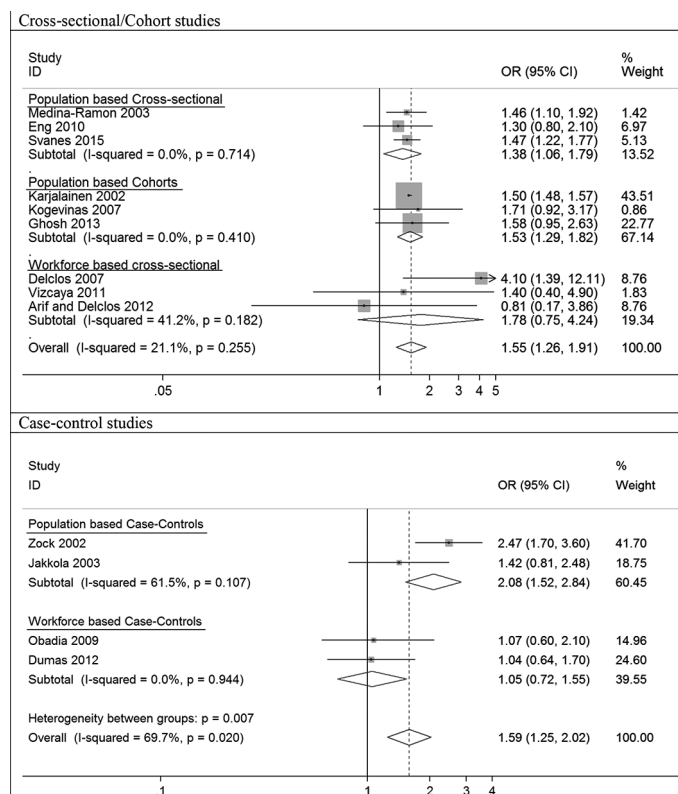 Cross-sectional/Cohort studies
Study %
ID OR (95% CI) Weight
Population based Cross-sectional
Medina-Ramon 2003 1.46 (1.10, 1.92) 1.42
Eng 2010 1.30 (0.80, 2.10) 6.97
Svanes 2015 1.47 (1.22, 1.77) 5.13
Subtotal (I-squared = 0.0%, p = 0.714) 1.38 (1.06, 1.79) 13.52
.
Population based Cohorts
Karjalainen 2002 1.50 (1.48, 1.57) 43.51
Kogevinas 2007 1.71 (0.92, 3.17) 0.86
Ghosh 2013 1.58 (0.95, 2.63) 22.77
Subtotal (I-squared = 0.0%, p = 0.410) 1.53 (1.29, 1.82) 67.14
.
Workforce based cross-sectional
Delclos 2007 4.10 (1.39, 12.11) 8.76
Vizcaya 2011 1.40 (0.40, 4.90) 1.83
Arif and Delclos 2012 0.81 (0.17, 3.86) 8.76
Subtotal (I-squared = 41.2%, p = 0.182) 1.78 (0.75, 4.24) 19.34
.
Overall (I-squared = 21.1%, p = 0.255) 1.55 (1.26, 1.91) 100.00
.05 1 2 3 4 5
Case-control studies
Study %
ID OR (95% CI) Weight
Population based Case-Controls
Zock 2002 2.47 (1.70, 3.60) 41.70
Jakkola 2003 1.42 (0.81, 2.48) 18.75
Subtotal (I-squared = 61.5%, p = 0.107) 2.08 (1.52, 2.84) 60.45
Workforce based Case-Controls
Obadia 2009 1.07 (0.60, 2.10) 14.96
Dumas 2012 1.04 (0.64, 1.70) 24.60
Subtotal (I-squared = 0.0%, p = 0.944) 1.05 (0.72, 1.55) 39.55
Heterogeneity between groups: p = 0.007
Overall (I-squared = 69.7%, p = 0.020) 1.59 (1.25, 2.02) 100.00
.1 1 2 3 4